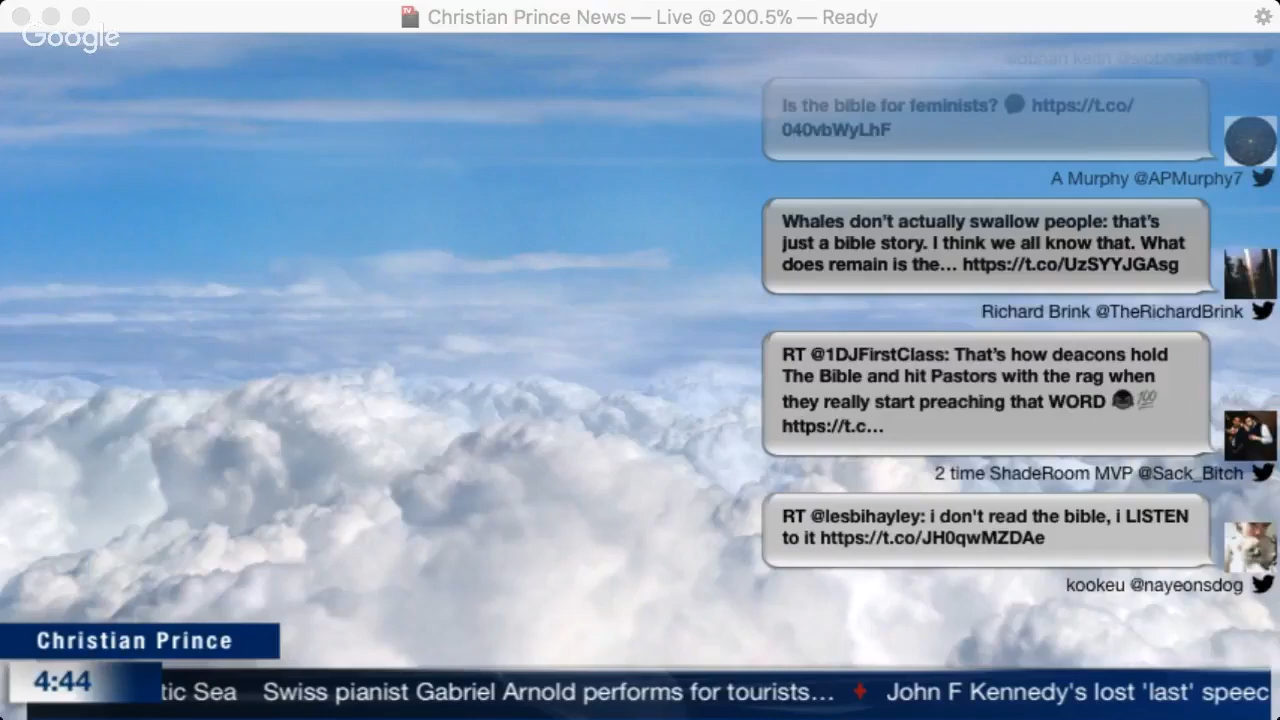 Christian Prince News — Live @ 200.5% — Ready
Google
Is the bible for feminists? https://t.co/
040vbWyLhF
A Murphy @APMurphy7
Whales don't actually swallow people: that's
just a bible story. I think we all know that. What
does remain is the... https://t.co/UzSYYJGAsg
Richard Brink @TheRichardBrink
RT @1DJFirstClass: That's how deacons hold
The Bible and hit Pastors with the rag when
they really start preaching that WORD 💯
https://t.c...
2 time ShadeRoom MVP @Sack_Bitch
RT @lesbihayley: i don't read the bible, i LISTEN
to it https://t.co/JH0qwMZDAe
kookeu @nayeonsdog
Christian Prince
4:44
tic Sea Swiss pianist Gabriel Arnold performs for tourists... John F Kennedy's lost 'last' speec